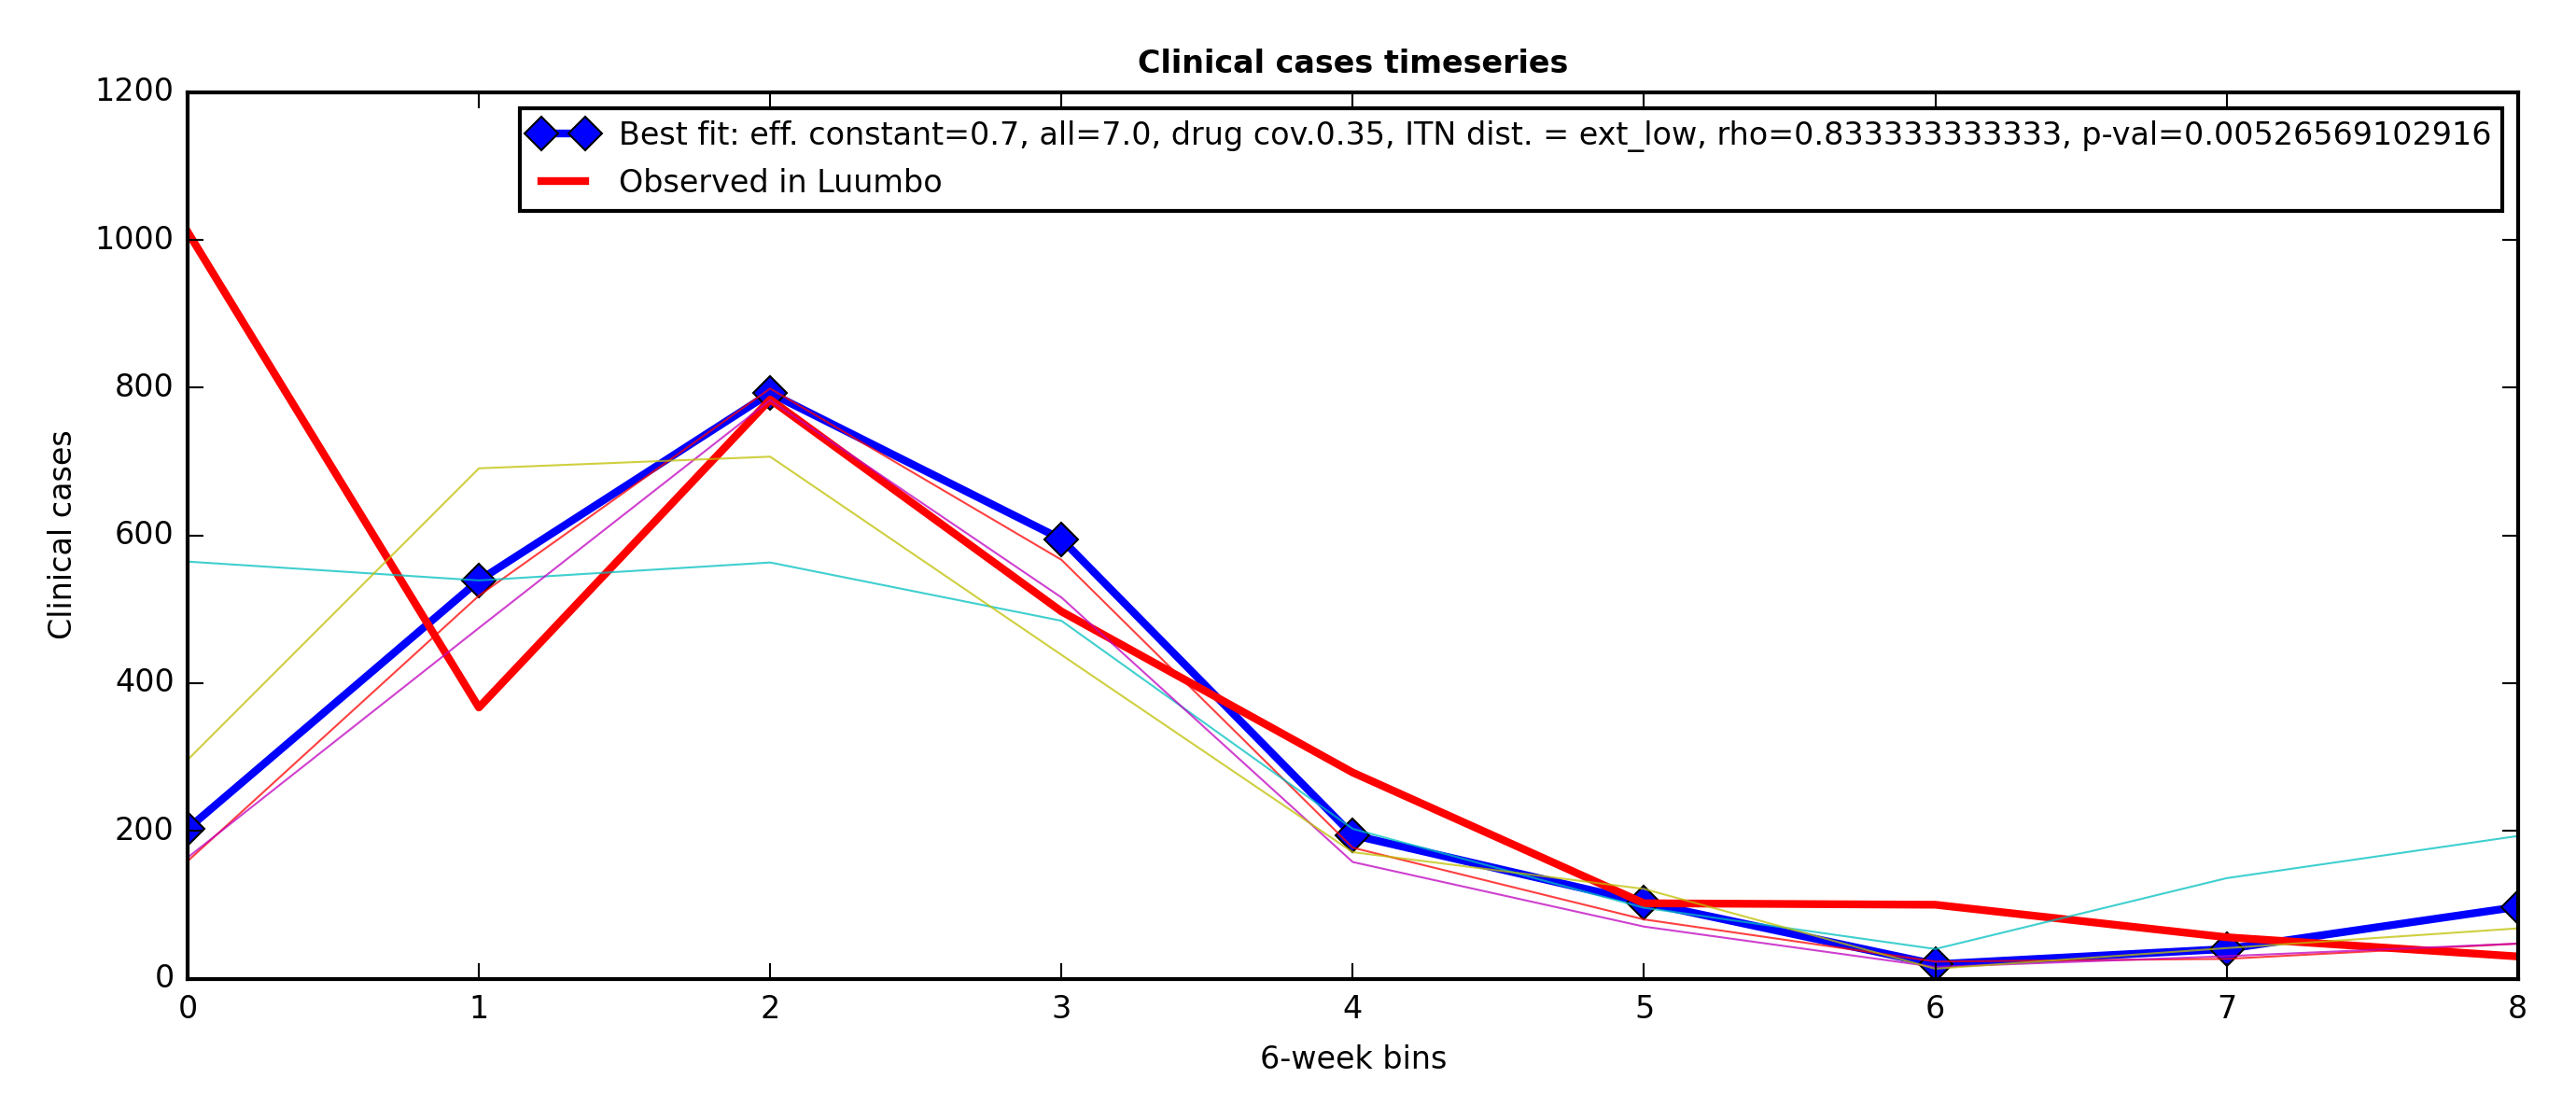 Clinical cases timeseries
1200
1000
800
600
400
200
0
Clinical cases
Best fit: eff. constant=0.7, all=7.0, drug cov.0.35, ITN dist. = ext_low, rho=0.833333333333, p-val=0.00526569102916
Observed in Luumbo
0 1 2 3 4 5 6 7 8
6-week bins